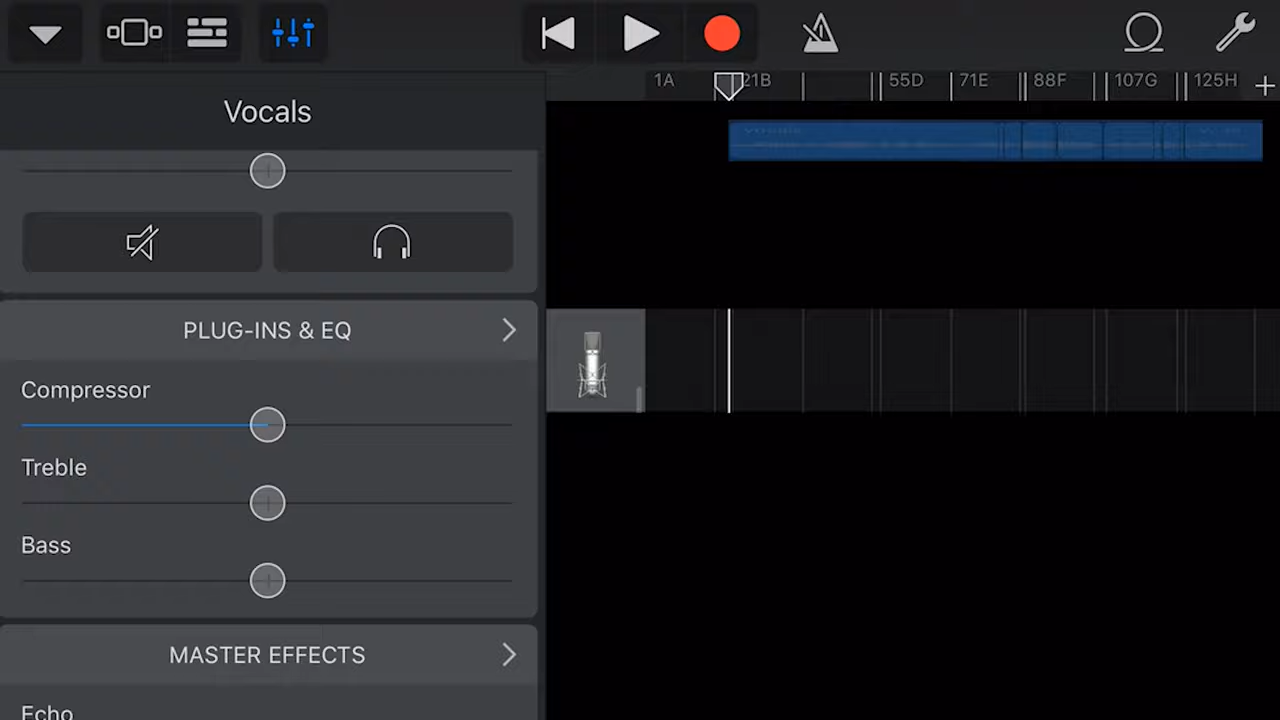 1A 21B 55D 71E 88F 107G 125H +
Vocals
PLUG-INS & EQ
Compressor
Treble
Bass
MASTER EFFECTS
Echo